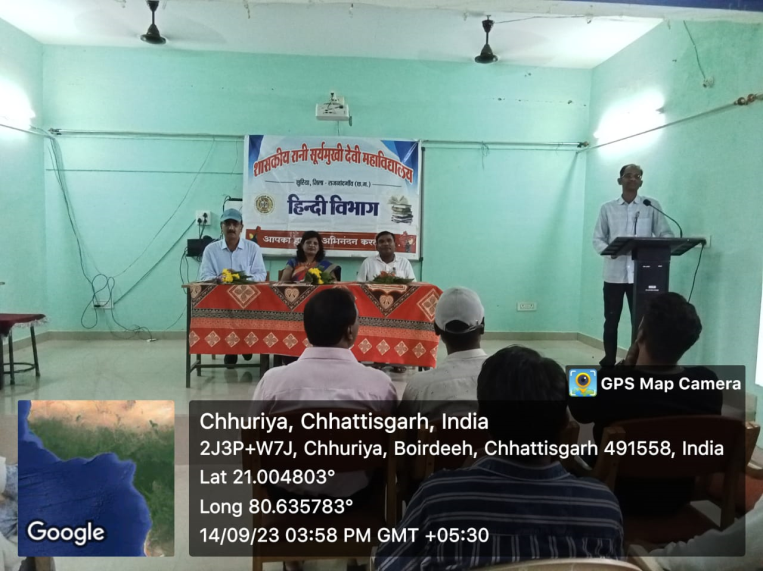 शासकीय रानी सूर्यमुखी देवी महाविद्यालय
छुरिया, जिला - राजनांदगाँव (छ.ग.)
हिन्दी विभाग
आपका अभिनंदन
GPS Map Camera
Chhuriya, Chhattisgarh, India
2J3P+W7J, Chhuriya, Boirdeeh, Chhattisgarh 491558, India
Lat 21.004803°
Long 80.635783°
14/09/23 03:58 PM GMT +05:30
Google